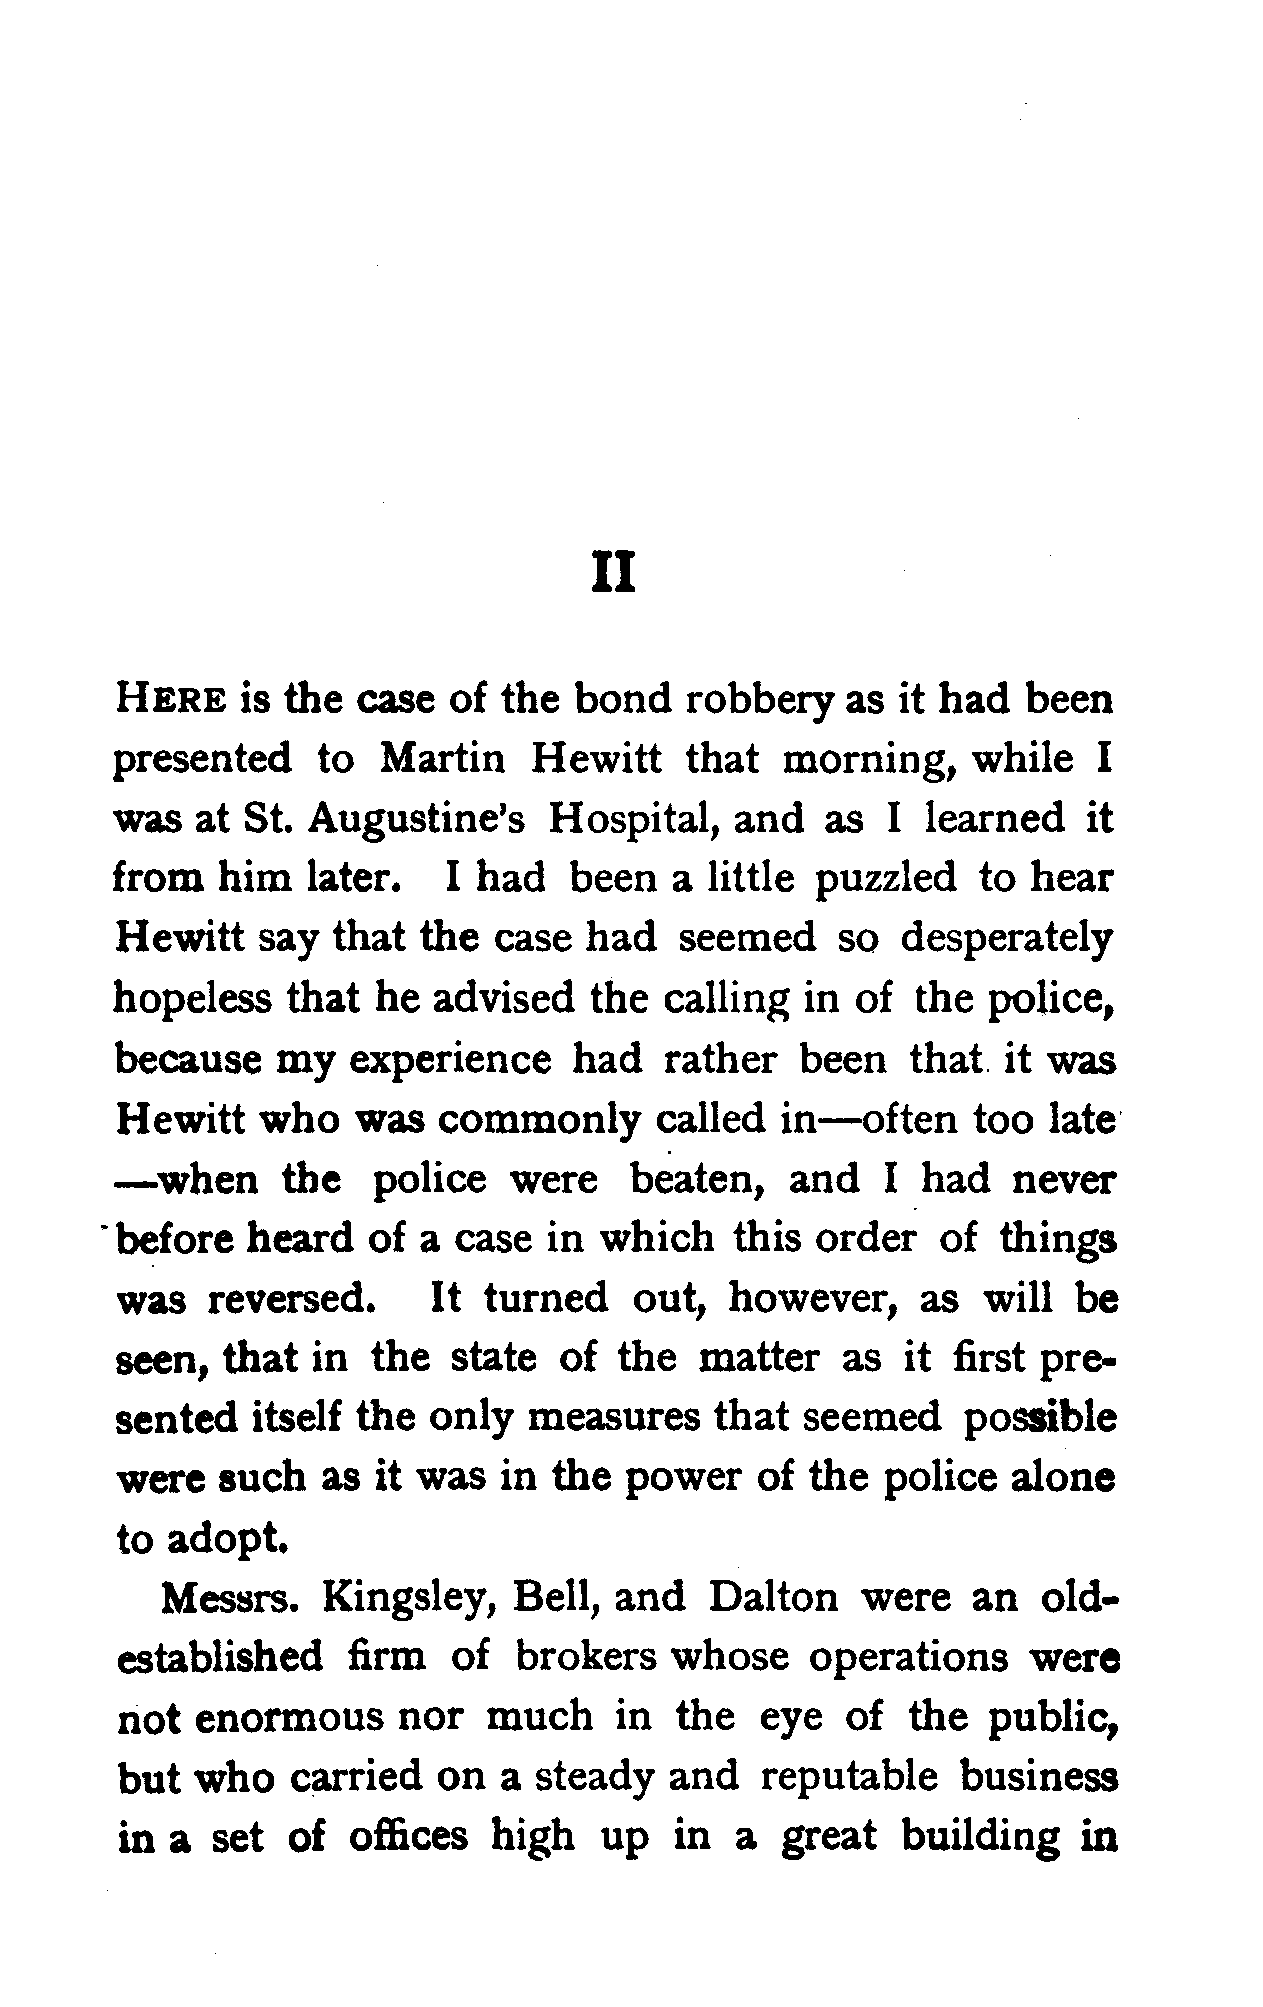 II
HERE is the case of the bond robbery as it had been
presented to Martin Hewitt that morning, while I
was at St. Augustine's Hospital, and as I learned it
from him later. I had been a little puzzled to hear
Hewitt say that the case had seemed so desperately
hopeless that he advised the calling in of the police,
because my experience had rather been that it was
Hewitt who was commonly called in—often too late
—when the police were beaten, and I had never
before heard of a case in which this order of things
was reversed. It turned out, however, as will be
seen, that in the state of the matter as it first pre-
sented itself the only measures that seemed possible
were such as it was in the power of the police alone
to adopt.
Messrs. Kingsley, Bell, and Dalton were an old-
established firm of brokers whose operations were
not enormous nor much in the eye of the public,
but who carried on a steady and reputable business
in a set of offices high up in a great building in